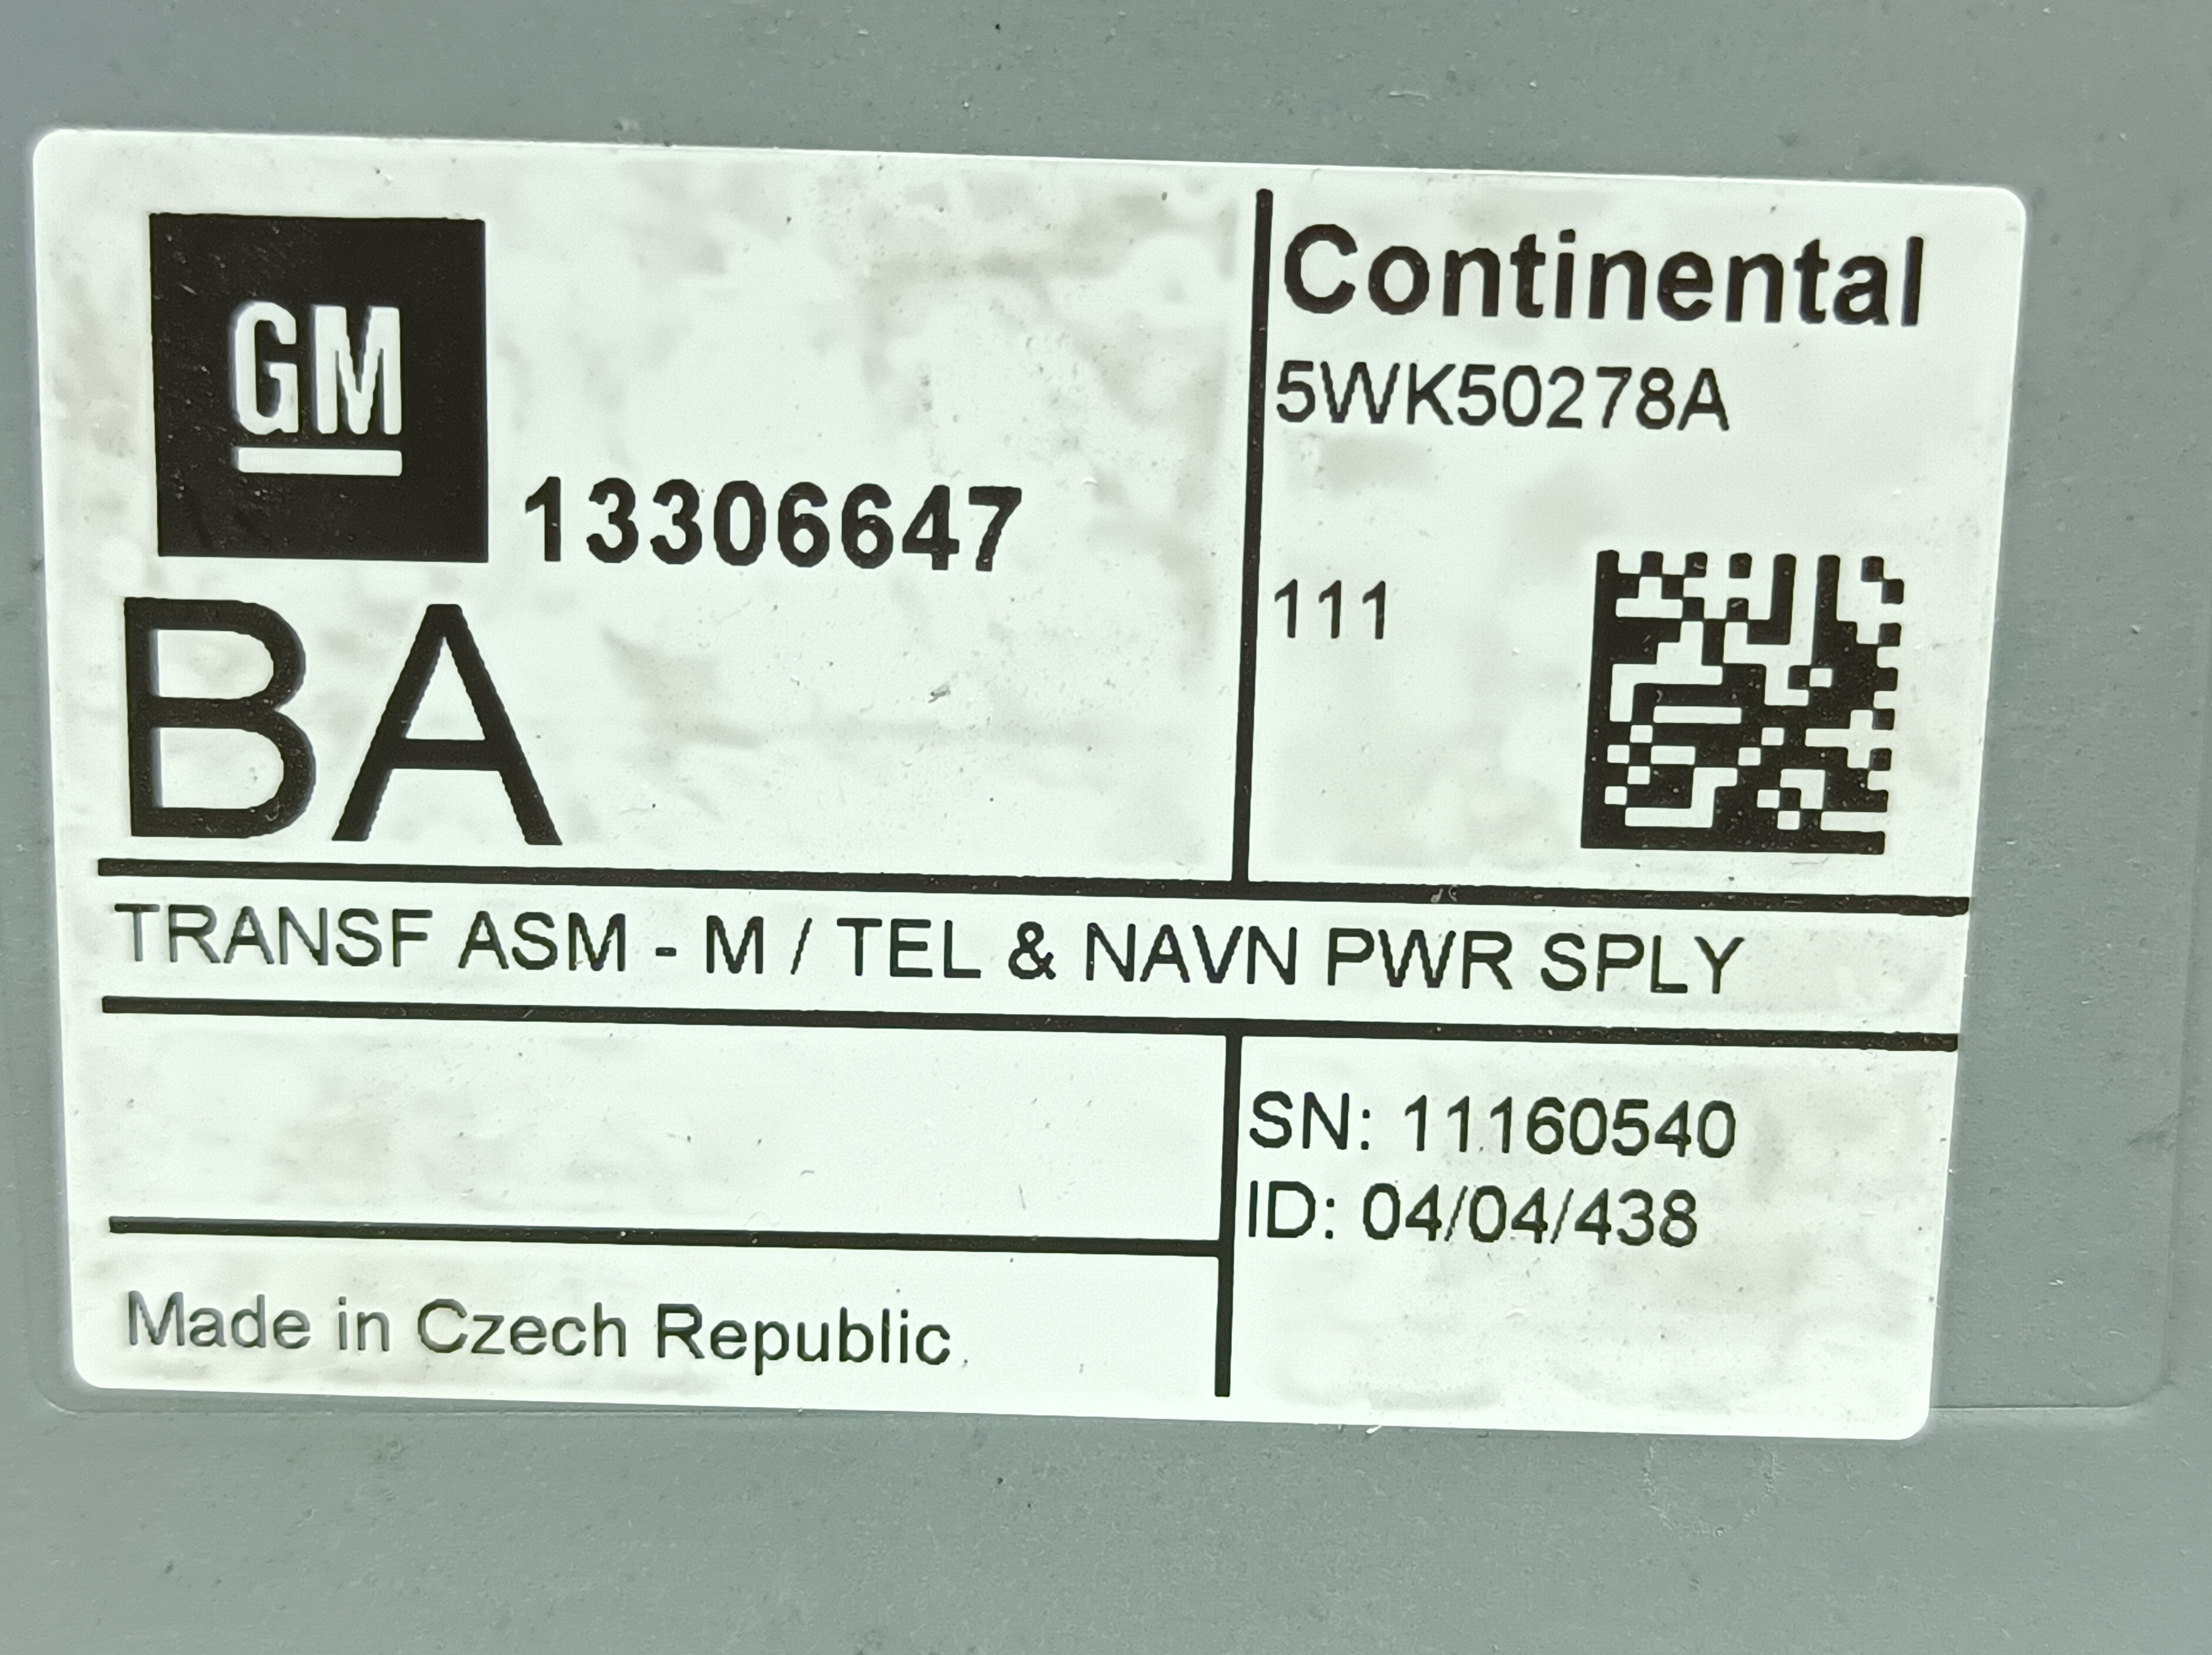 GM
13306647
BA
Continental
5WK50278A
111
TRANSF ASM - M / TEL & NAVN PWR SPLY
SN: 11160540
ID: 04/04/438
Made in Czech Republic